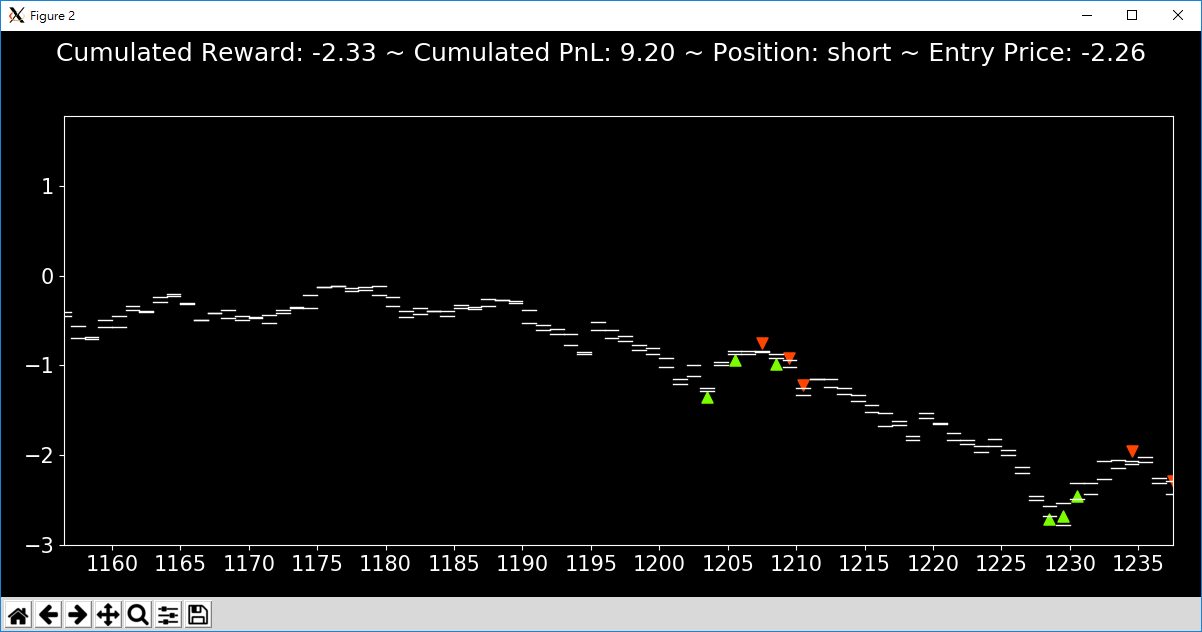 Figure 2
Cumulated Reward: -2.33 ~ Cumulated PnL: 9.20 ~ Position: short ~ Entry Price: -2.26
1
0
−1
−2
−3
1160 1165 1170 1175 1180 1185 1190 1195 1200 1205 1210 1215 1220 1225 1230 1235